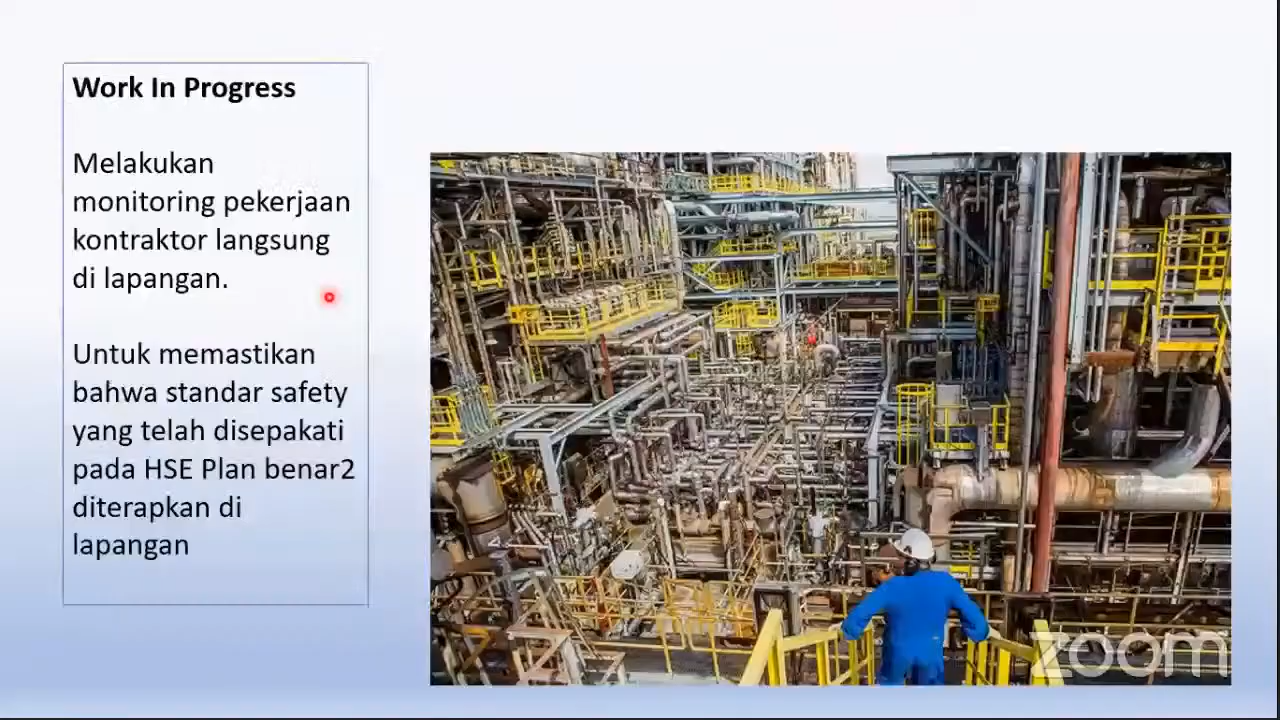 Work In Progress
Melakukan
monitoring pekerjaan
kontraktor langsung
di lapangan.
Untuk memastikan
bahwa standar safety
yang telah disepakati
pada HSE Plan benar2
diterapkan di
lapangan
zoom